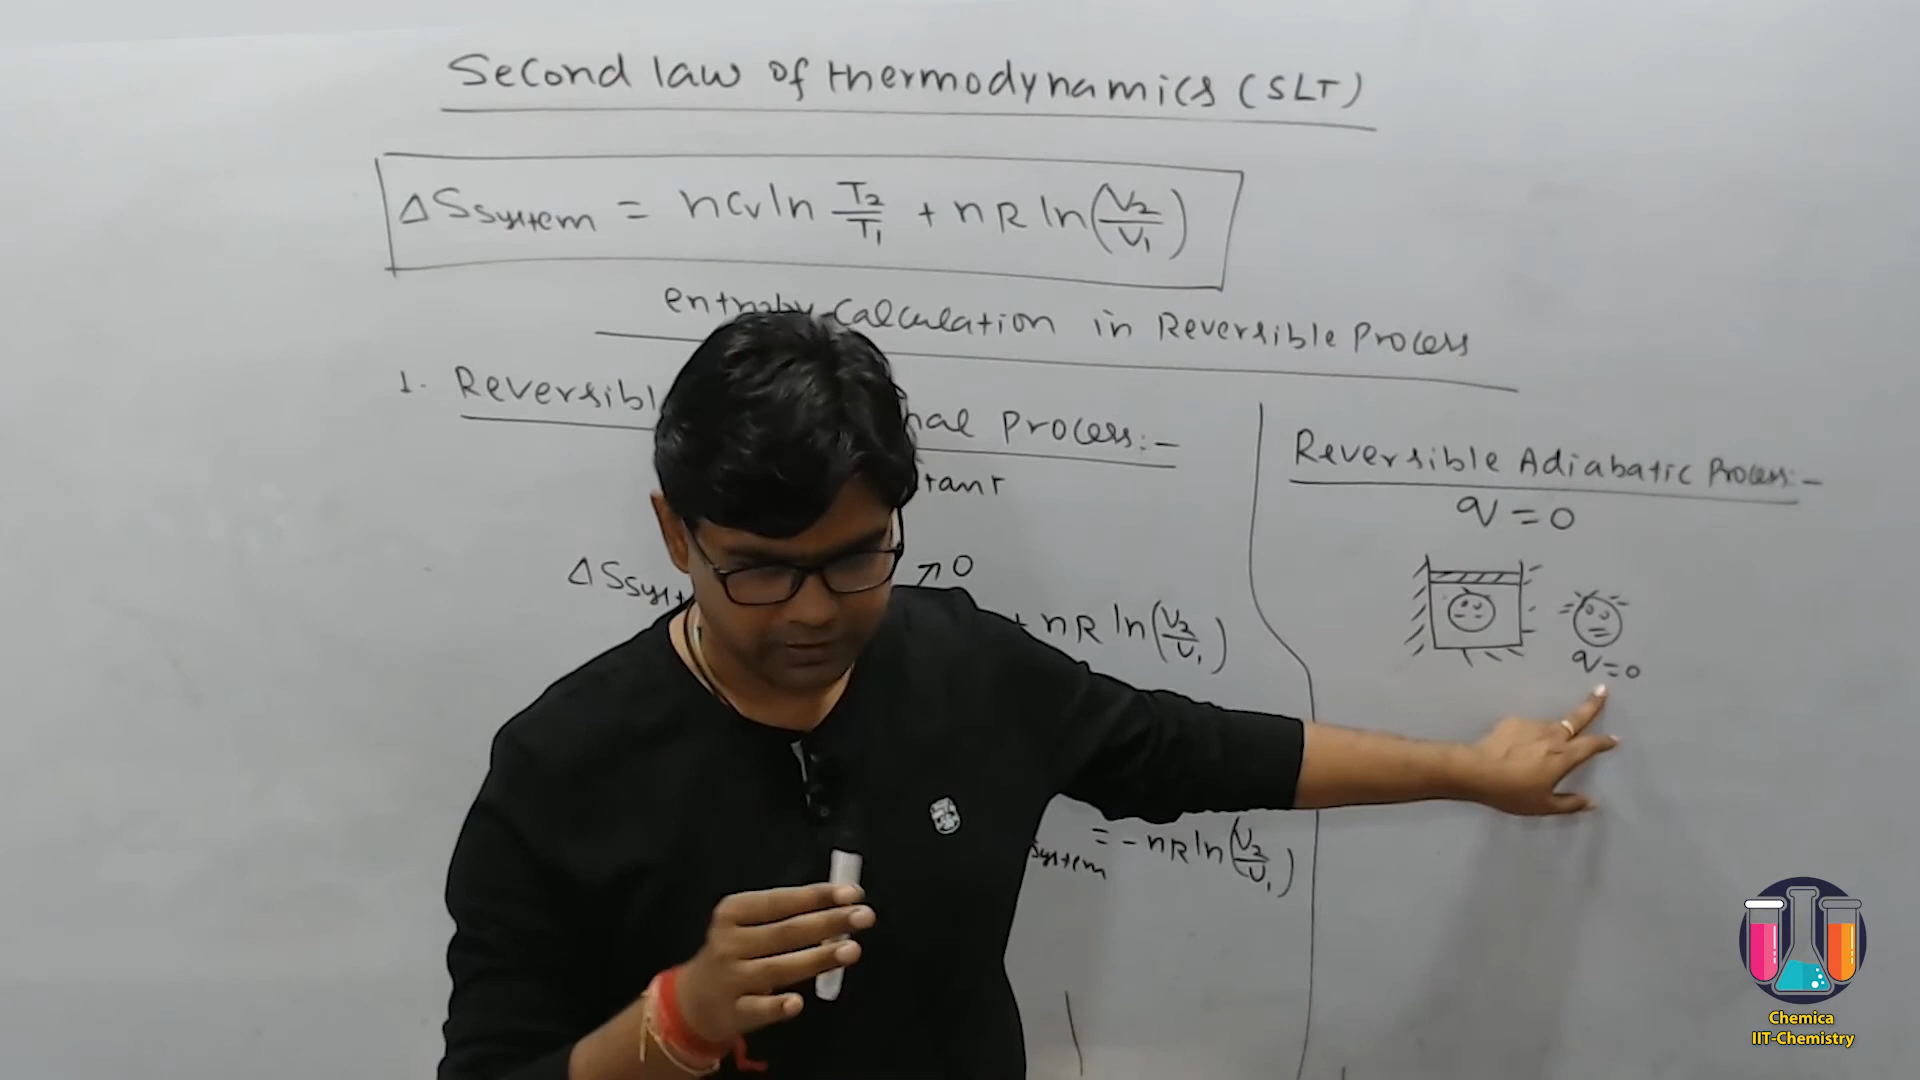 Second law of thermodynamics (SLT)
ΔSsystem = nCv ln T2/T1 + nR ln(V2/V1)
entropy Calculation in Reversible Process
1. Reversibl nal Process:-
tant
ΔSsyst ↗0 + nR ln(V2/V1)
system = - nR ln(V2/V1)
Reversible Adiabatic Process:-
q = 0
q = 0
Chemica
IIT-Chemistry